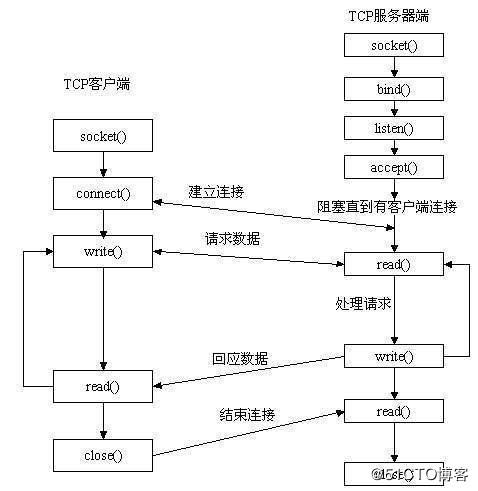 TCP服务器端
socket()
bind()
TCP客户端
listen()
socket()
accept()
connect()
建立连接
阻塞直到有客户端连接
请求数据
write()
read()
处理请求
回应数据
write()
read()
结束连接
read()
close()
@51CTO博客